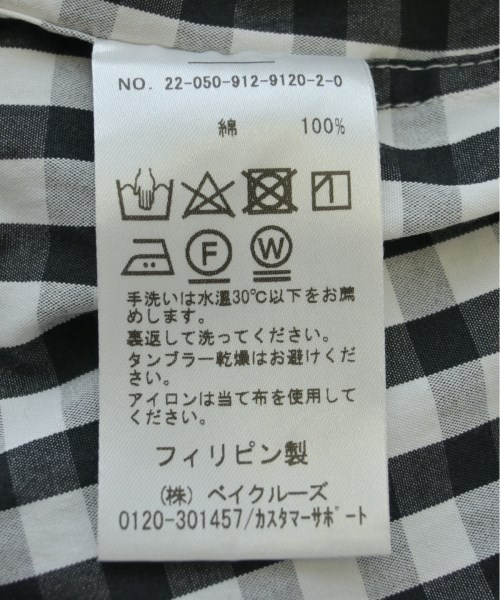 NO. 22-050-912-9120-2-0
綿 100%
F W
手洗いは水温30℃以下をお薦
めします。
裏返して洗ってください。
タンブラー乾燥はお避けくだ
さい。
アイロンは当て布を使用して
ください。
フィリピン製
(株) ベイクルーズ
0120-301457/カスタマーサポート